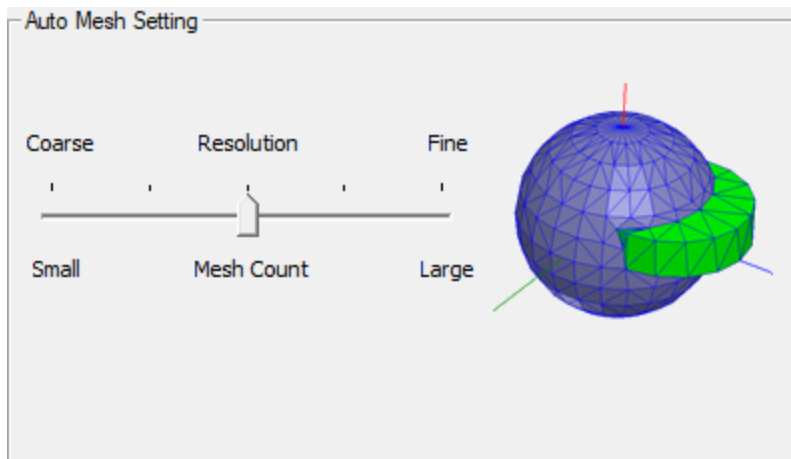 Auto Mesh Setting
Coarse Resolution Fine
Small Mesh Count Large